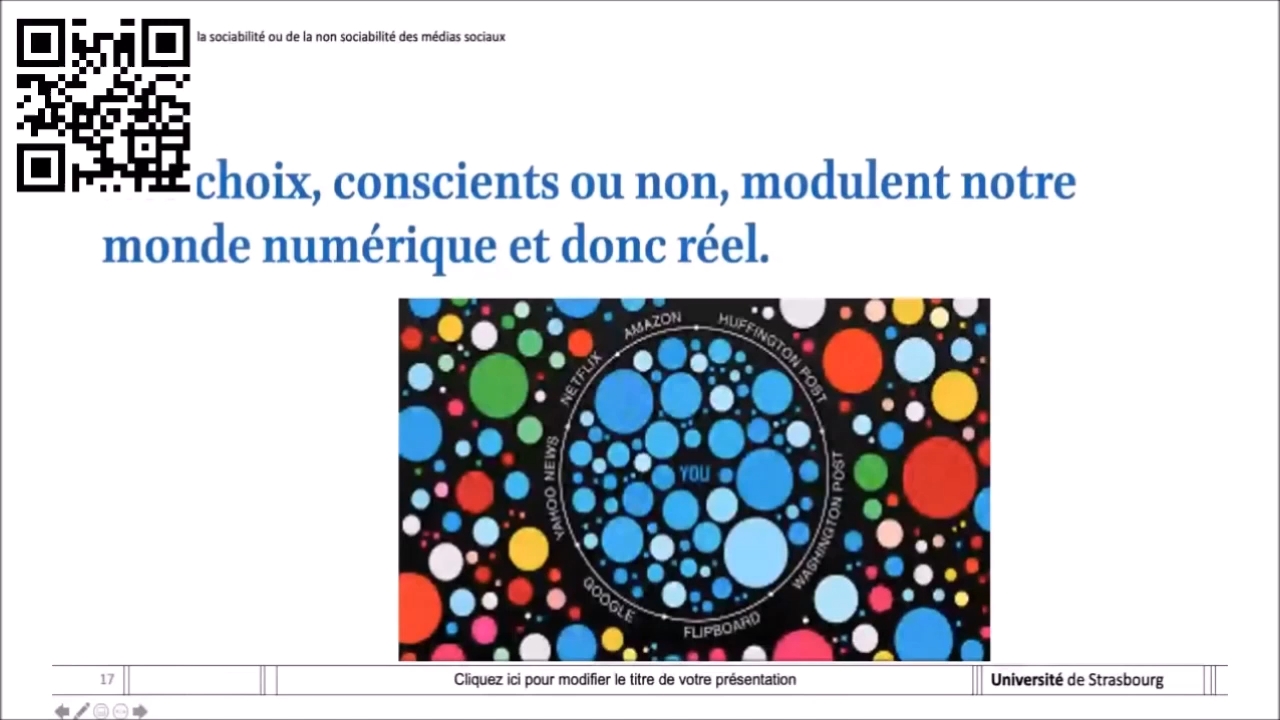 la sociabilité ou de la non sociabilité des médias sociaux
choix, conscients ou non, modulent notre
monde numérique et donc réel.
AMAZON
HUFFINGTON POST
NETFLIX
YOU
YAHOO NEWS
WASHINGTON POST
GOOGLE
FLIPBOARD
17
Cliquez ici pour modifier le titre de votre présentation
Université de Strasbourg